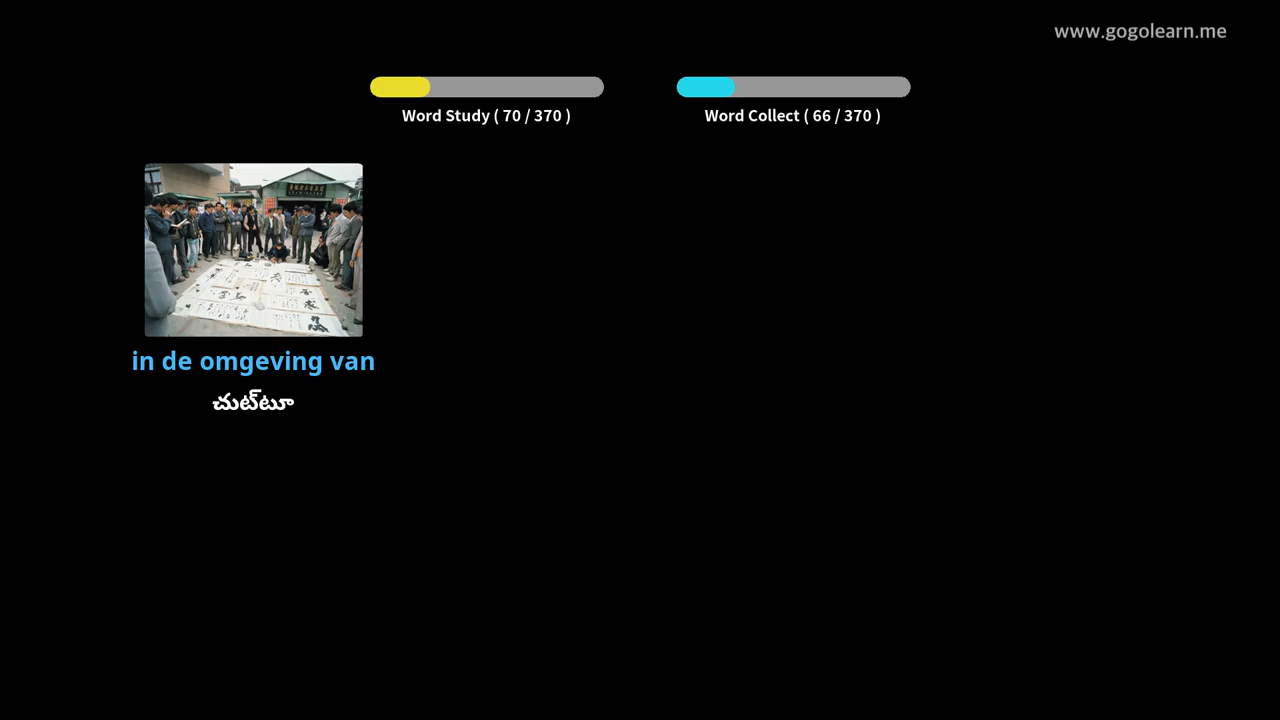 www.gogolearn.me
Word Study ( 70 / 370 )
Word Collect ( 66 / 370 )
in de omgeving van
చుట్‌టూ